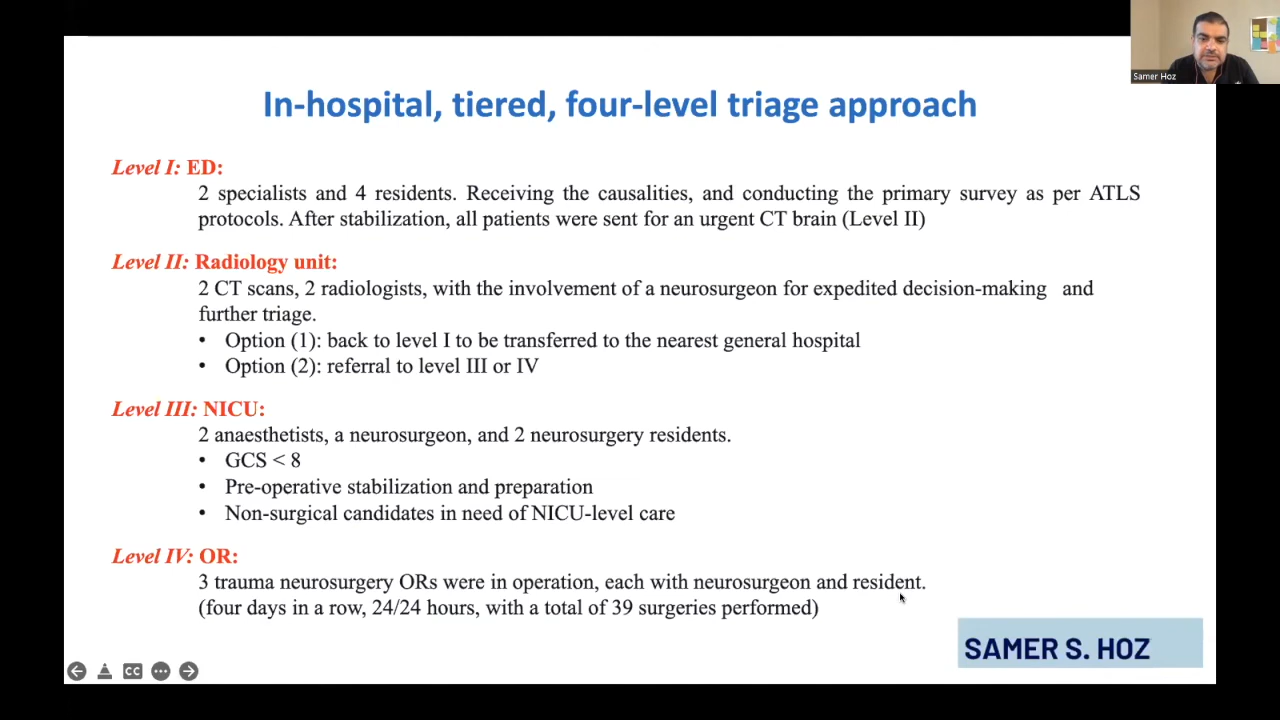 Samer Hoz
In-hospital, tiered, four-level triage approach
Level I: ED:
2 specialists and 4 residents. Receiving the causalities, and conducting the primary survey as per ATLS
protocols. After stabilization, all patients were sent for an urgent CT brain (Level II)
Level II: Radiology unit:
2 CT scans, 2 radiologists, with the involvement of a neurosurgeon for expedited decision-making and
further triage.
• Option (1): back to level I to be transferred to the nearest general hospital
• Option (2): referral to level III or IV
Level III: NICU:
2 anaesthetists, a neurosurgeon, and 2 neurosurgery residents.
• GCS < 8
• Pre-operative stabilization and preparation
• Non-surgical candidates in need of NICU-level care
Level IV: OR:
3 trauma neurosurgery ORs were in operation, each with neurosurgeon and resident.
(four days in a row, 24/24 hours, with a total of 39 surgeries performed)
SAMER S. HOZ
CC